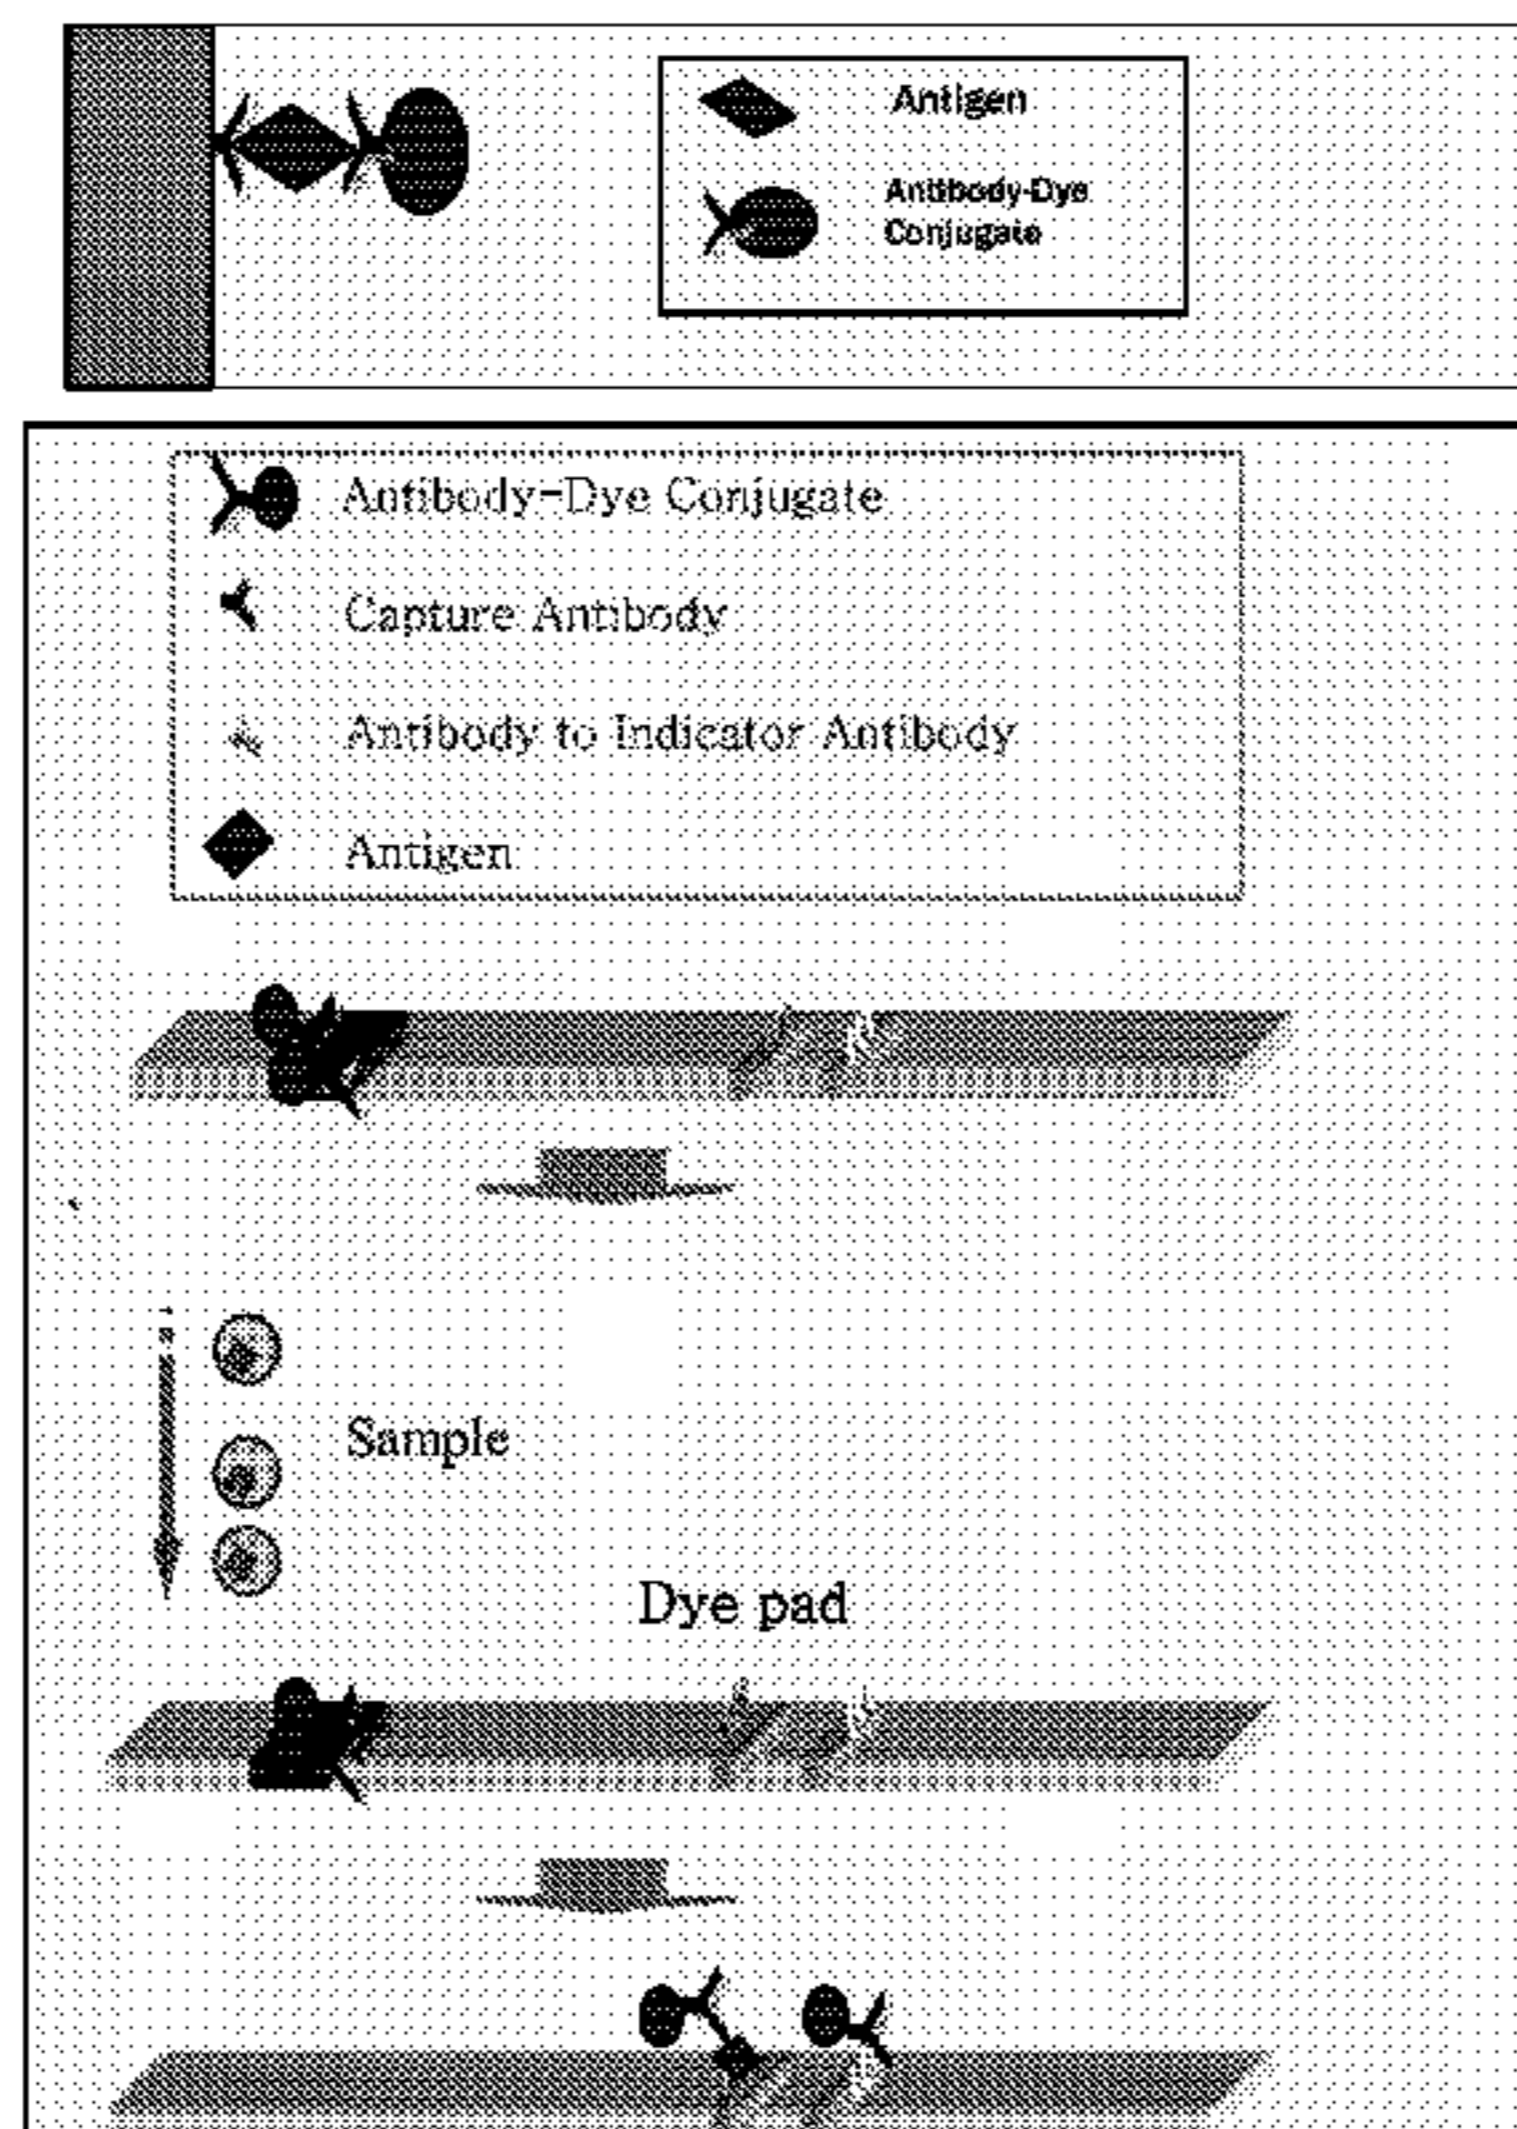 Antigen
Antibody-Dye
Conjugate
Antibody-Dye Conjugate
Capture Antibody
Antibody to Indicator Antibody
Antigen
Sample
Dye pad